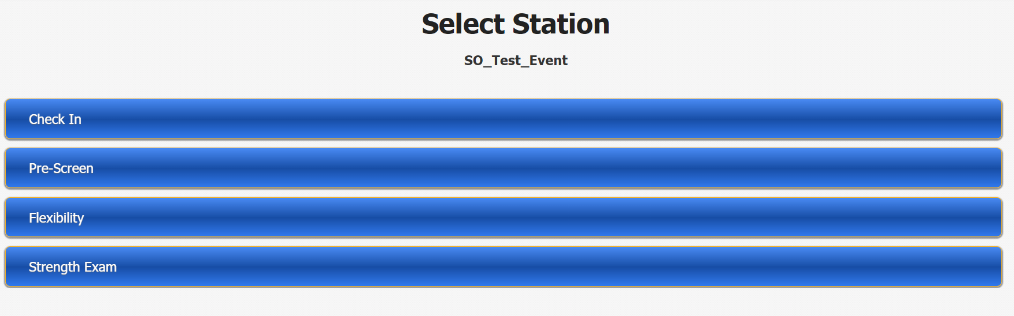 Select Station
SO_Test_Event
Check In
Pre-Screen
Flexibility
Strength Exam